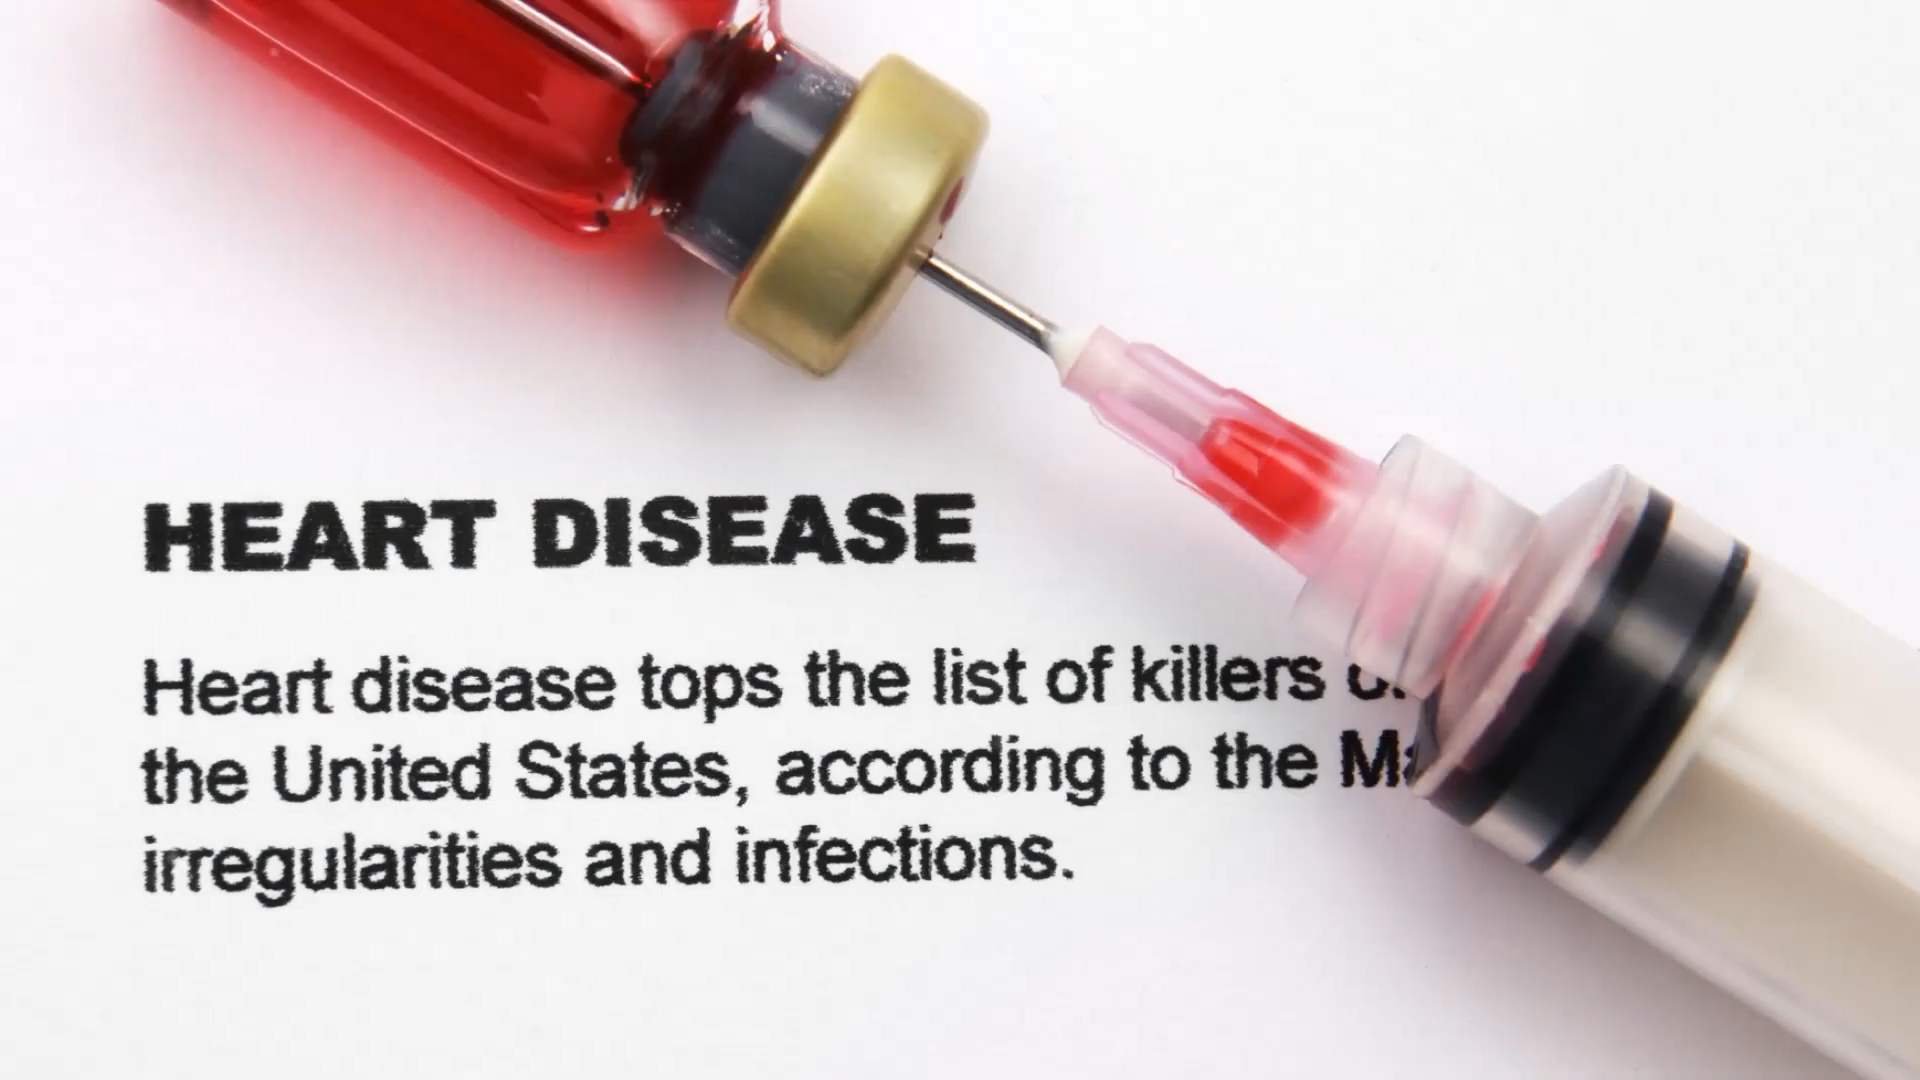 HEART DISEASE
Heart disease tops the list of killers
the United States, according to the
irregularities and infections.